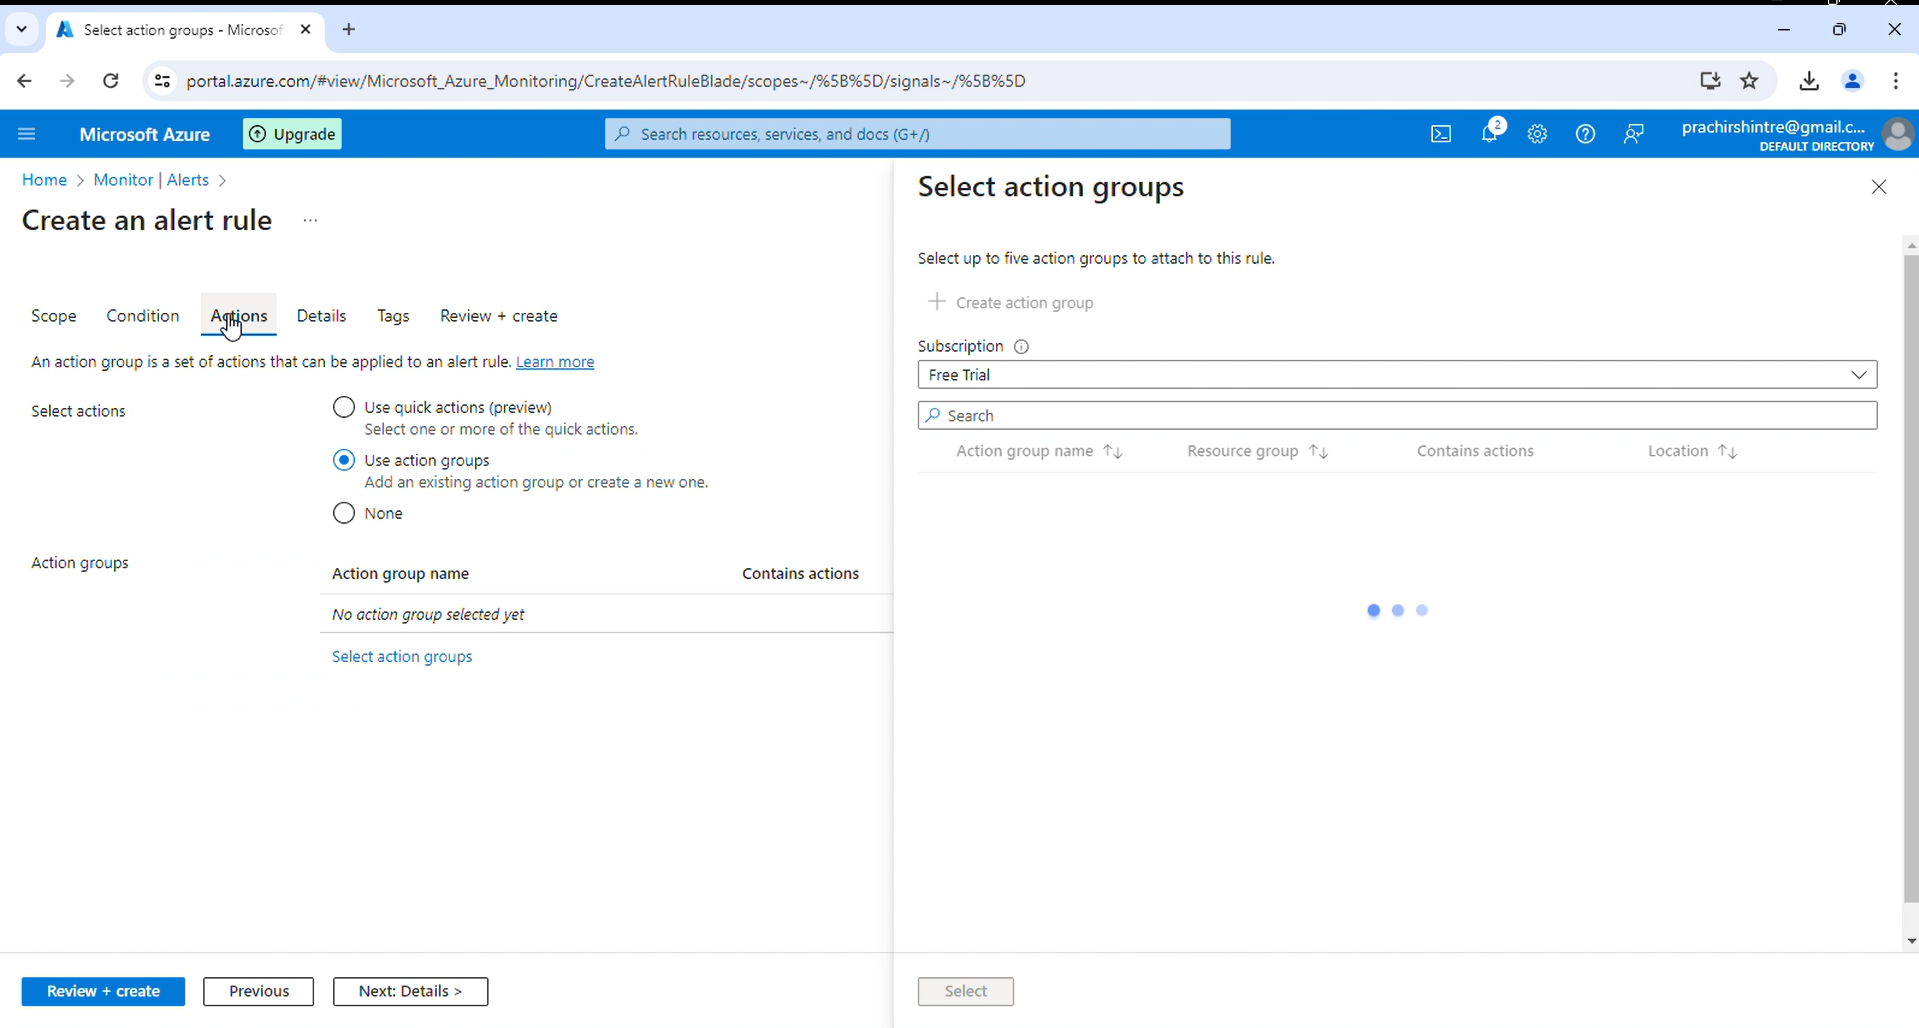 Select action groups - Microsof
portal.azure.com/#view/Microsoft_Azure_Monitoring/CreateAlertRuleBlade/scopes~/%5B%5D/signals~/%5B%5D
Microsoft Azure
Upgrade
Search resources, services, and docs (G+/)
2
prachirshintre@gmail.c...
DEFAULT DIRECTORY
Home > Monitor | Alerts >
Create an alert rule ...
Scope Condition Actions Details Tags Review + create
An action group is a set of actions that can be applied to an alert rule. Learn more
Select actions
Use quick actions (preview)
Select one or more of the quick actions.
Use action groups
Add an existing action group or create a new one.
None
Action groups
Action group name Contains actions
No action group selected yet
Select action groups
Review + create Previous Next: Details >
Select action groups
Select up to five action groups to attach to this rule.
+ Create action group
Subscription
Free Trial
Search
Action group name ↑↓ Resource group ↑↓ Contains actions Location ↑↓
Select